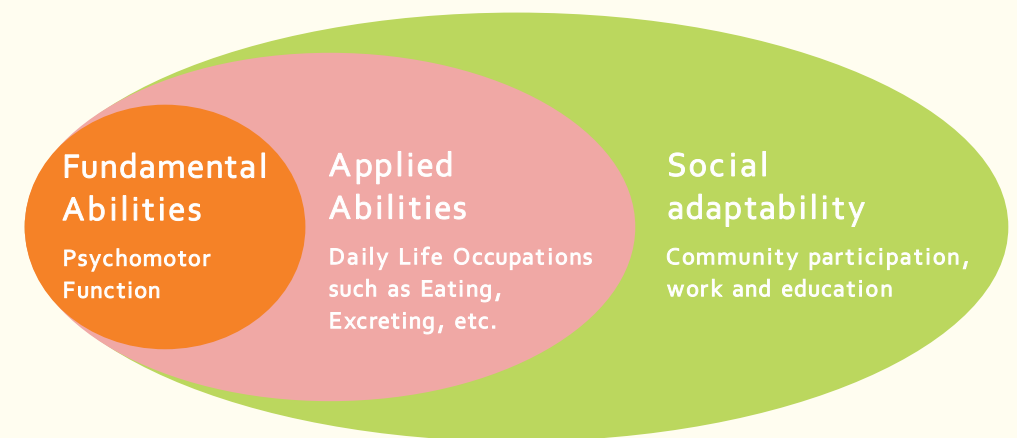 Fundamental
Abilities
Psychomotor
Function
Applied
Abilities
Daily Life Occupations
such as Eating,
Excreting, etc.
Social
adaptability
Community participation,
work and education